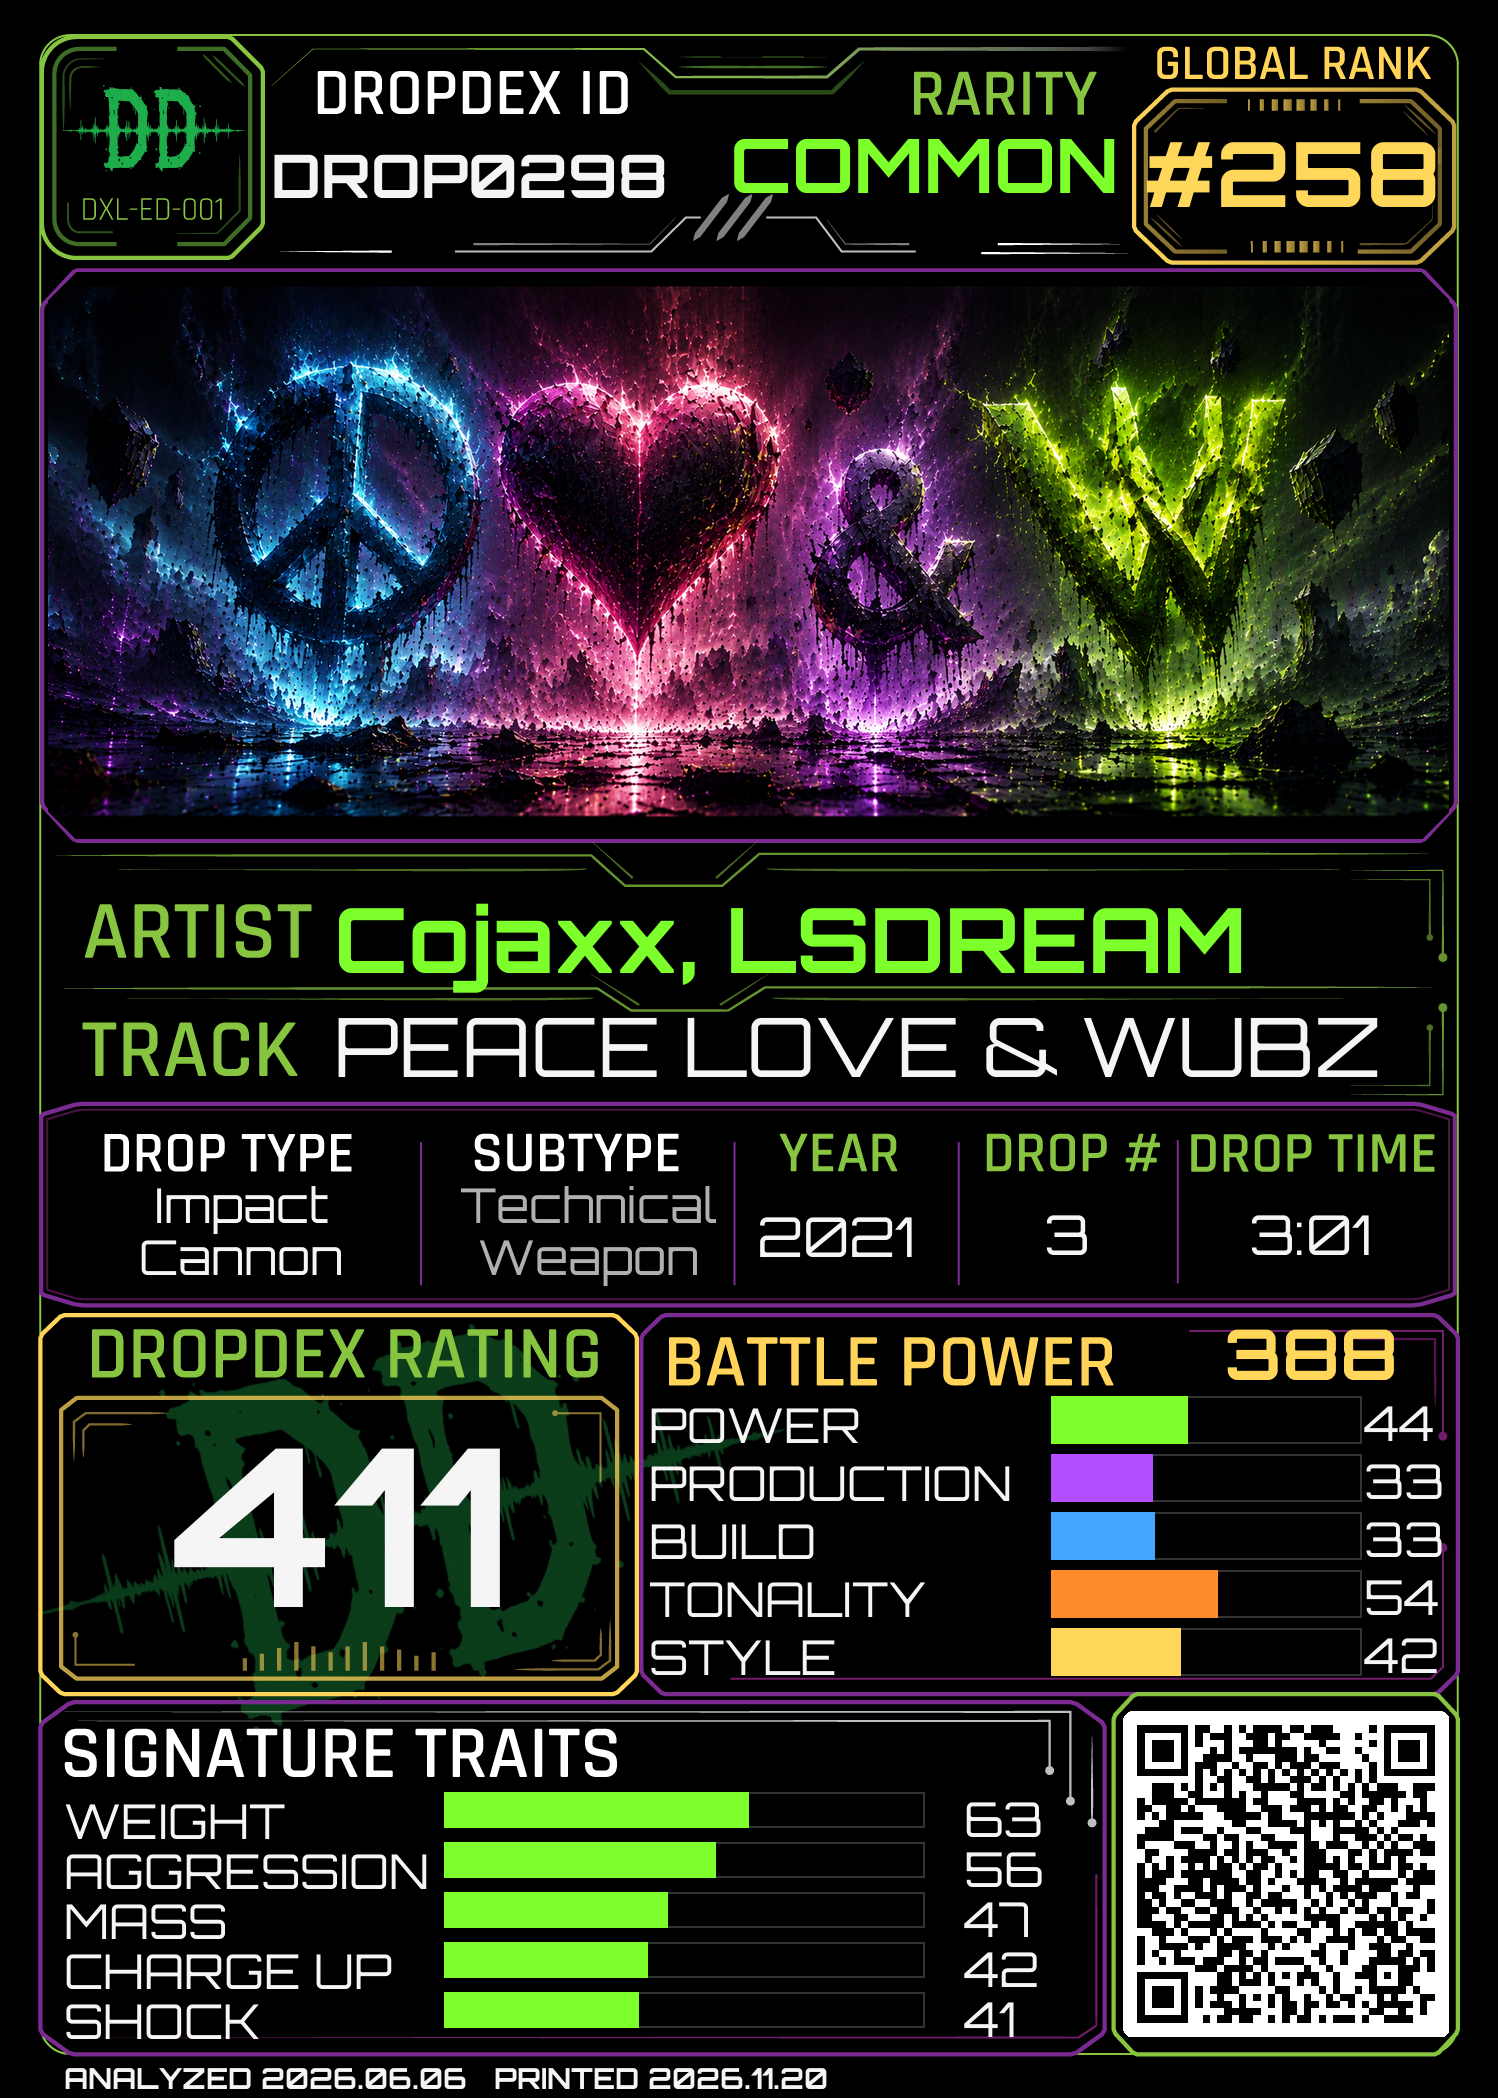 DD
DXL-ED-001
DROPDEX ID
DROP0298
RARITY
COMMON
GLOBAL RANK
#258
& W
ARTIST Cojaxx, LSDREAM
TRACK PEACE LOVE & WUBZ
DROP TYPE
Impact
Cannon
SUBTYPE
Technical
Weapon
YEAR
2021
DROP #
3
DROP TIME
3:01
DROPDEX RATING
411
BATTLE POWER 388
POWER 44
PRODUCTION 33
BUILD 33
TONALITY 54
STYLE 42
SIGNATURE TRAITS
WEIGHT 63
AGGRESSION 56
MASS 47
CHARGE UP 42
SHOCK 41
ANALYZED 2026.06.06 PRINTED 2026.11.20